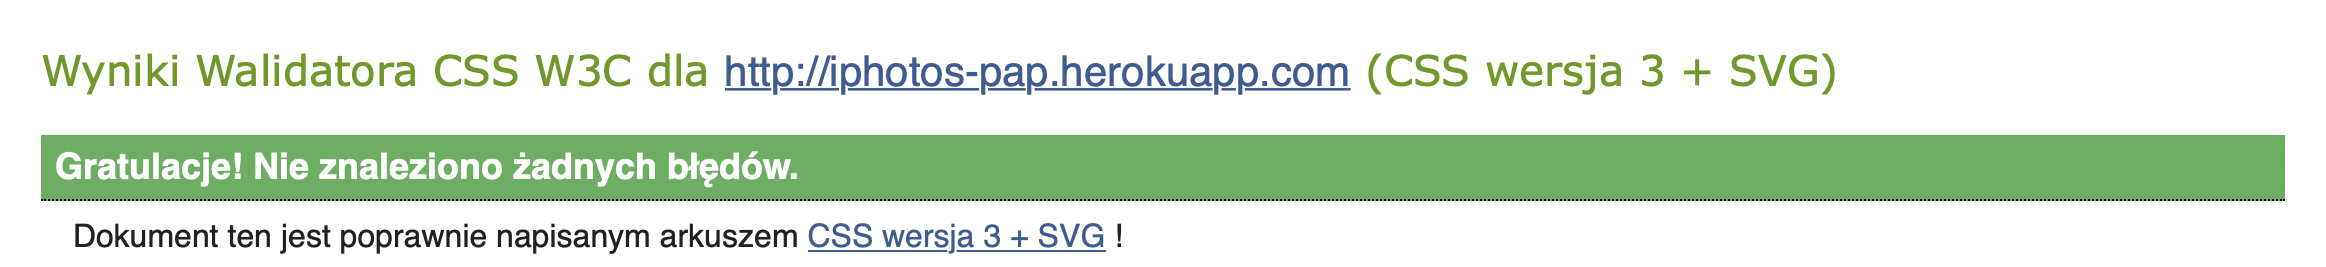 Wyniki Walidatora CSS W3C dla http://iphotos-pap.herokuapp.com (CSS wersja 3 + SVG)
Gratulacje! Nie znaleziono żadnych błędów.
Dokument ten jest poprawnie napisanym arkuszem CSS wersja 3 + SVG !